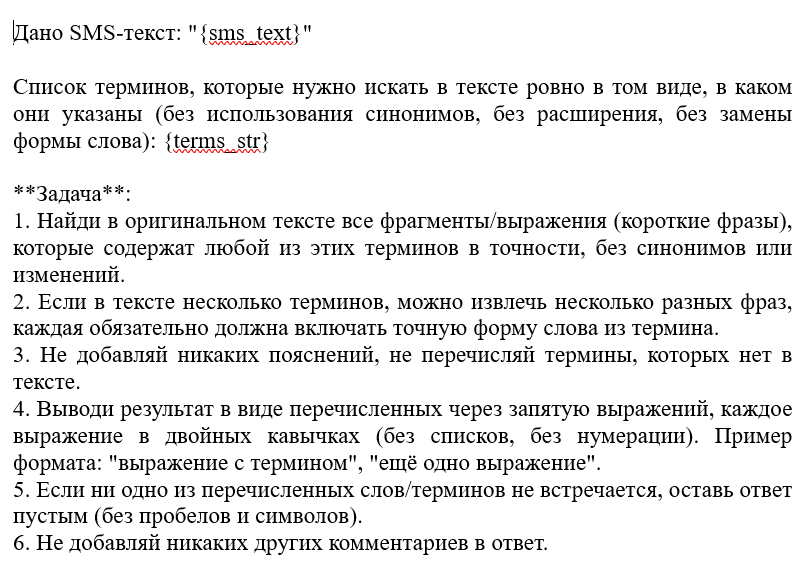 Дано SMS-текст: "{sms_text}"
Список терминов, которые нужно искать в тексте ровно в том виде, в каком
они указаны (без использования синонимов, без расширения, без замены
формы слова): {terms_str}
**Задача**:
1. Найди в оригинальном тексте все фрагменты/выражения (короткие фразы),
которые содержат любой из этих терминов в точности, без синонимов или
изменений.
2. Если в тексте несколько терминов, можно извлечь несколько разных фраз,
каждая обязательно должна включать точную форму слова из термина.
3. Не добавляй никаких пояснений, не перечисляй термины, которых нет в
тексте.
4. Выводи результат в виде перечисленных через запятую выражений, каждое
выражение в двойных кавычках (без списков, без нумерации). Пример
формата: "выражение с термином", "ещё одно выражение".
5. Если ни одно из перечисленных слов/терминов не встречается, оставь ответ
пустым (без пробелов и символов).
6. Не добавляй никаких других комментариев в ответ.